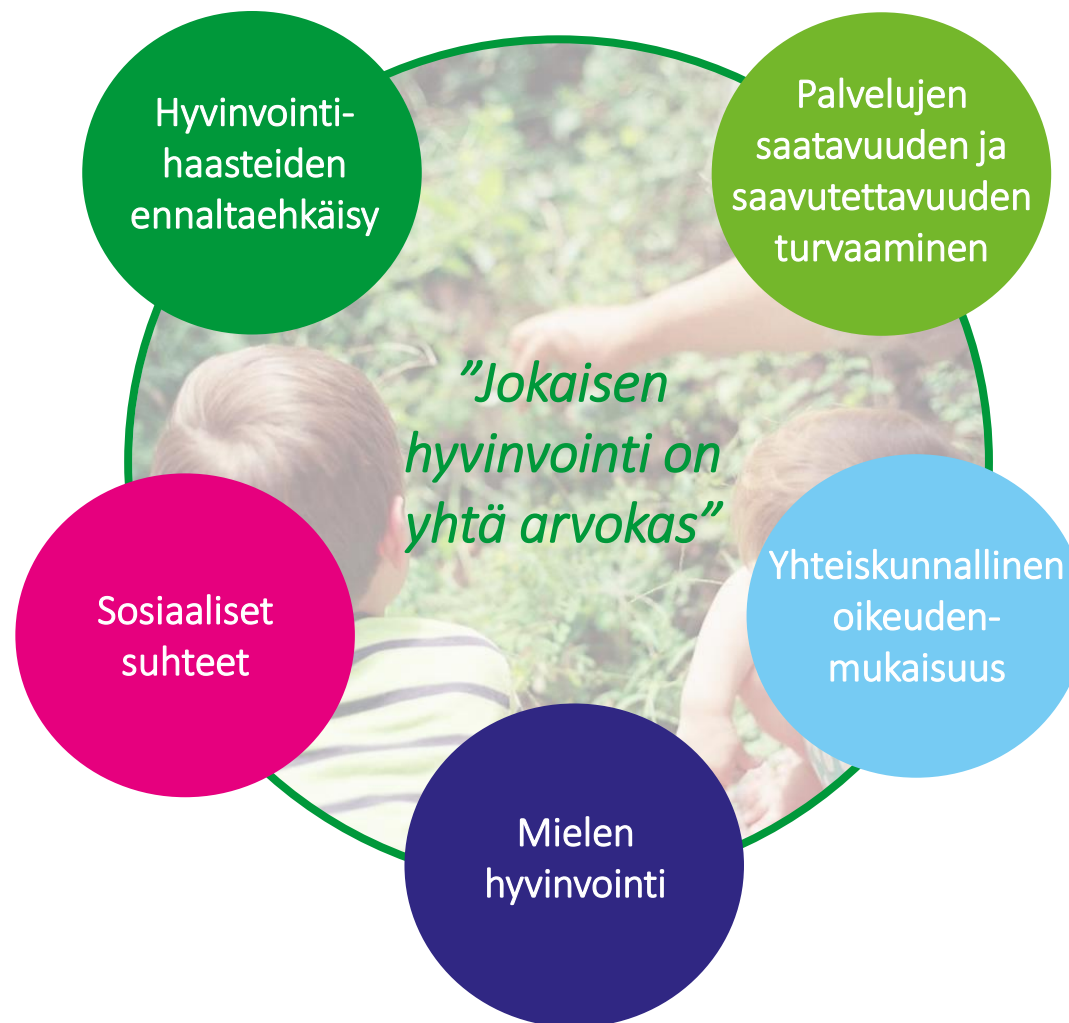 Hyvinvointi-
haasteiden
ennaltaehkäisy
Palvelujen
saatavuuden ja
saavutettavuuden
turvaaminen
”Jokaisen
hyvinvointi on
yhtä arvokas”
Sosiaaliset
suhteet
Yhteiskunnallinen
oikeuden-
mukaisuus
Mielen
hyvinvointi